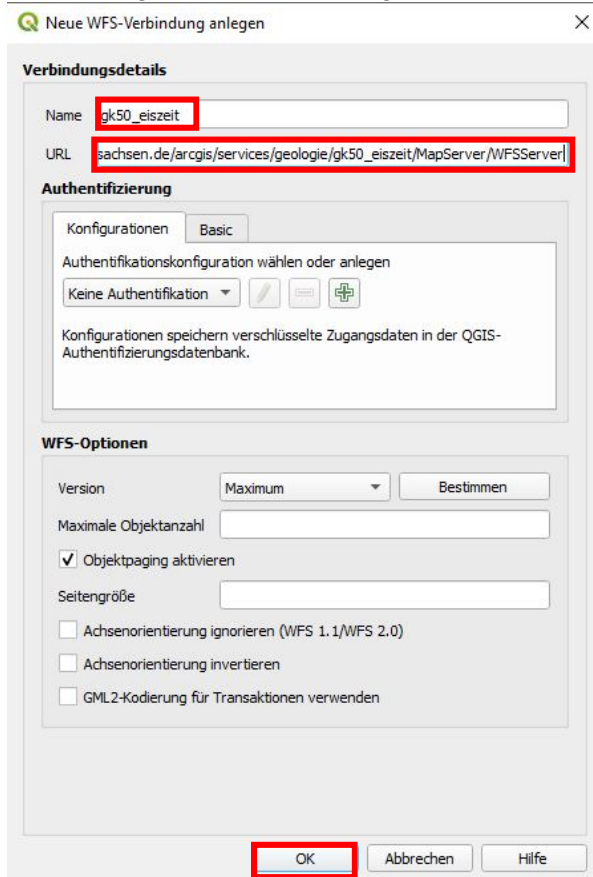 Neue WFS-Verbindung anlegen
Verbindungsdetails
Name gk50_eiszeit
URL sachsen.de/arcgis/services/geologie/gk50_eiszeit/MapServer/WFSServer
Authentifizierung
Konfigurationen Basic
Authentifikationskonfiguration wählen oder anlegen
Keine Authentifikation
Konfigurationen speichern verschlüsselte Zugangsdaten in der QGIS-
Authentifizierungsdatenbank.
WFS-Optionen
Version Maximum Bestimmen
Maximale Objektanzahl
Objektpaging aktivieren
Seitengröße
Achsenorientierung ignorieren (WFS 1.1/WFS 2.0)
Achsenorientierung invertieren
GML2-Kodierung für Transaktionen verwenden
OK Abbrechen Hilfe